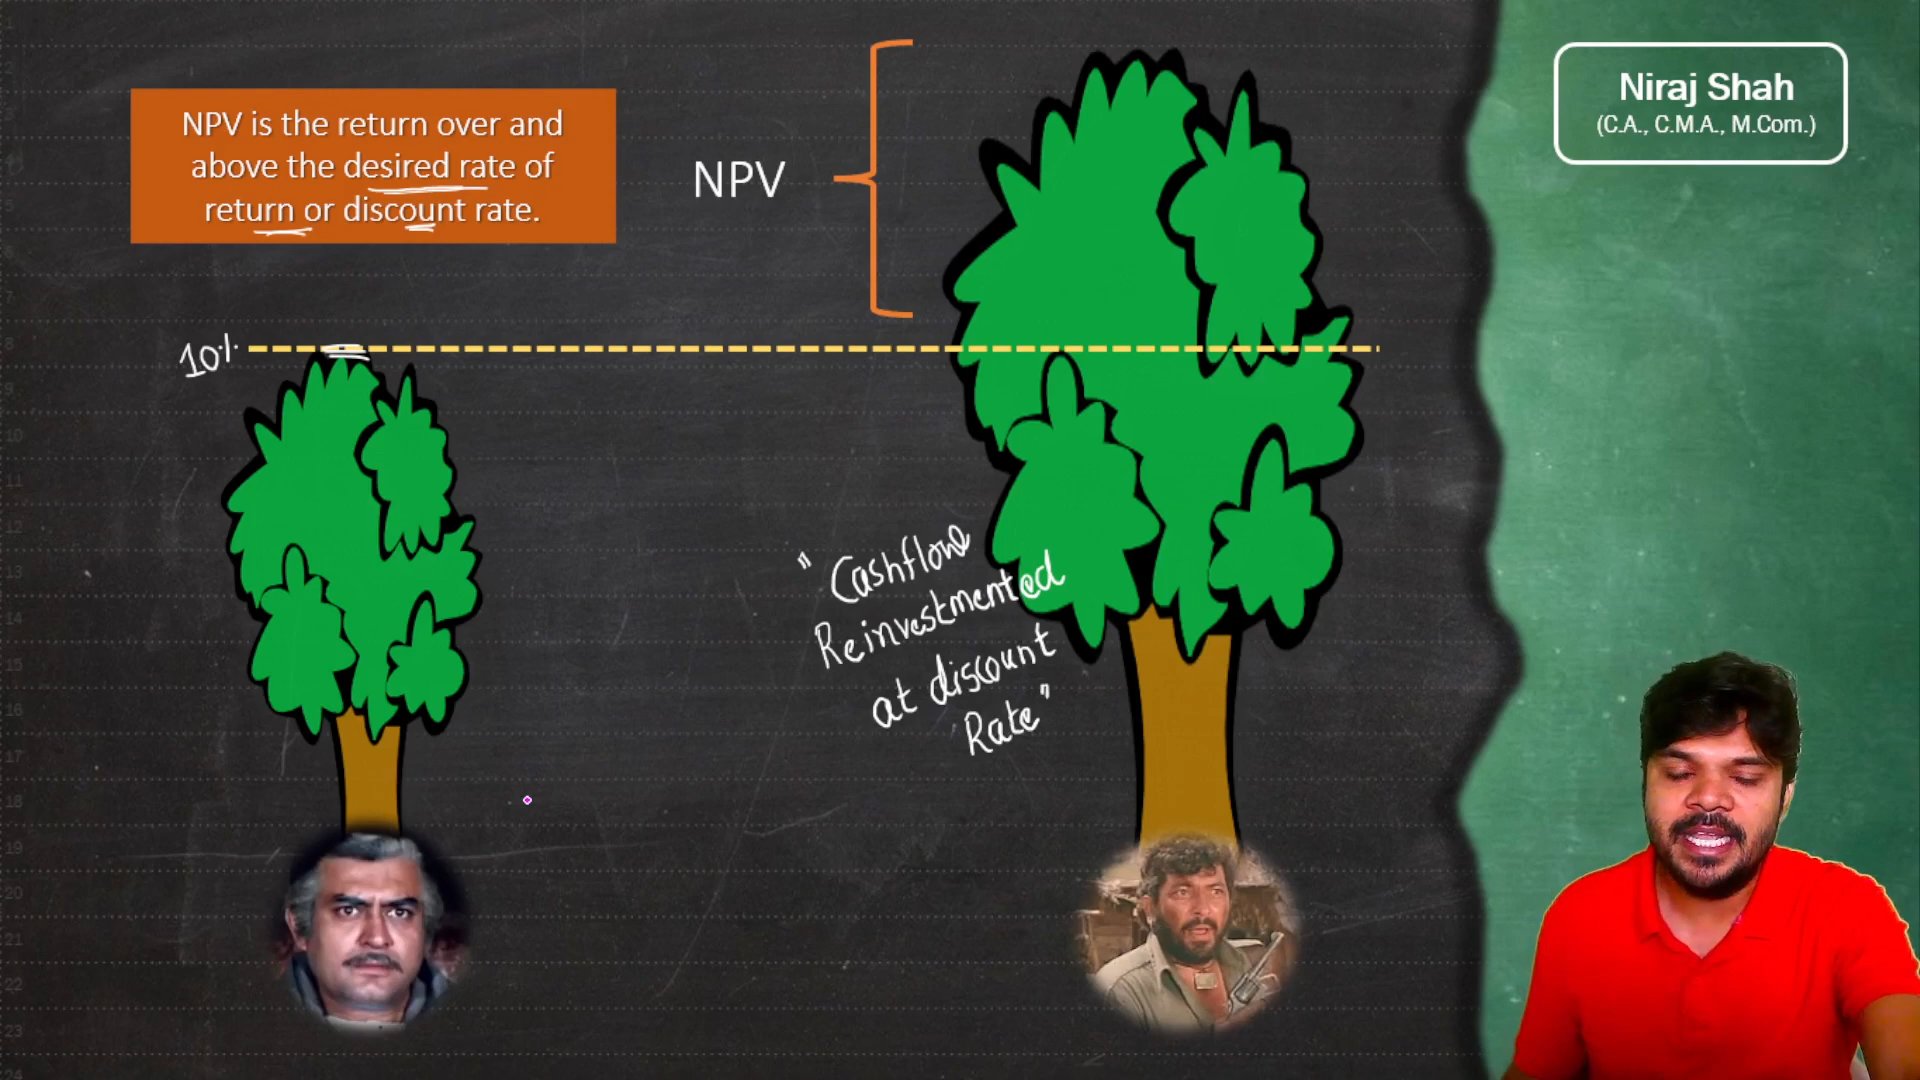 NPV is the return over and
above the desired rate of
return or discount rate.
NPV
Niraj Shah
(C.A., C.M.A., M.Com.)
10%
"Cashflow
Reinvestmented
at discount
Rate"